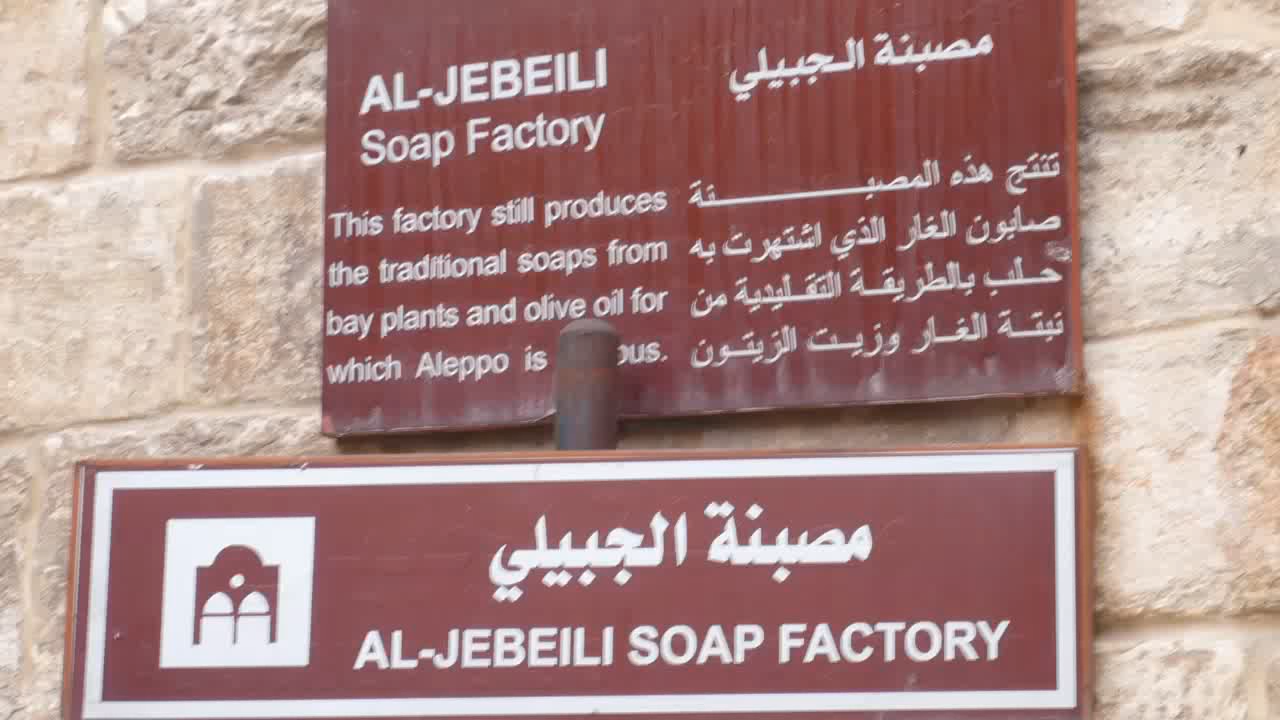 AL-JEBEILI
Soap Factory
This factory still produces
the traditional soaps from
bay plants and olive oil for
which Aleppo is
مصبنة الجبيلي
تنتج هذه المصبنة
صابون الغار الذي اشتهرت به
حلب بالطريقة التقليدية من
نبتة الغار وزيت الزيتون
مصبنة الجبيلي
AL-JEBEILI SOAP FACTORY